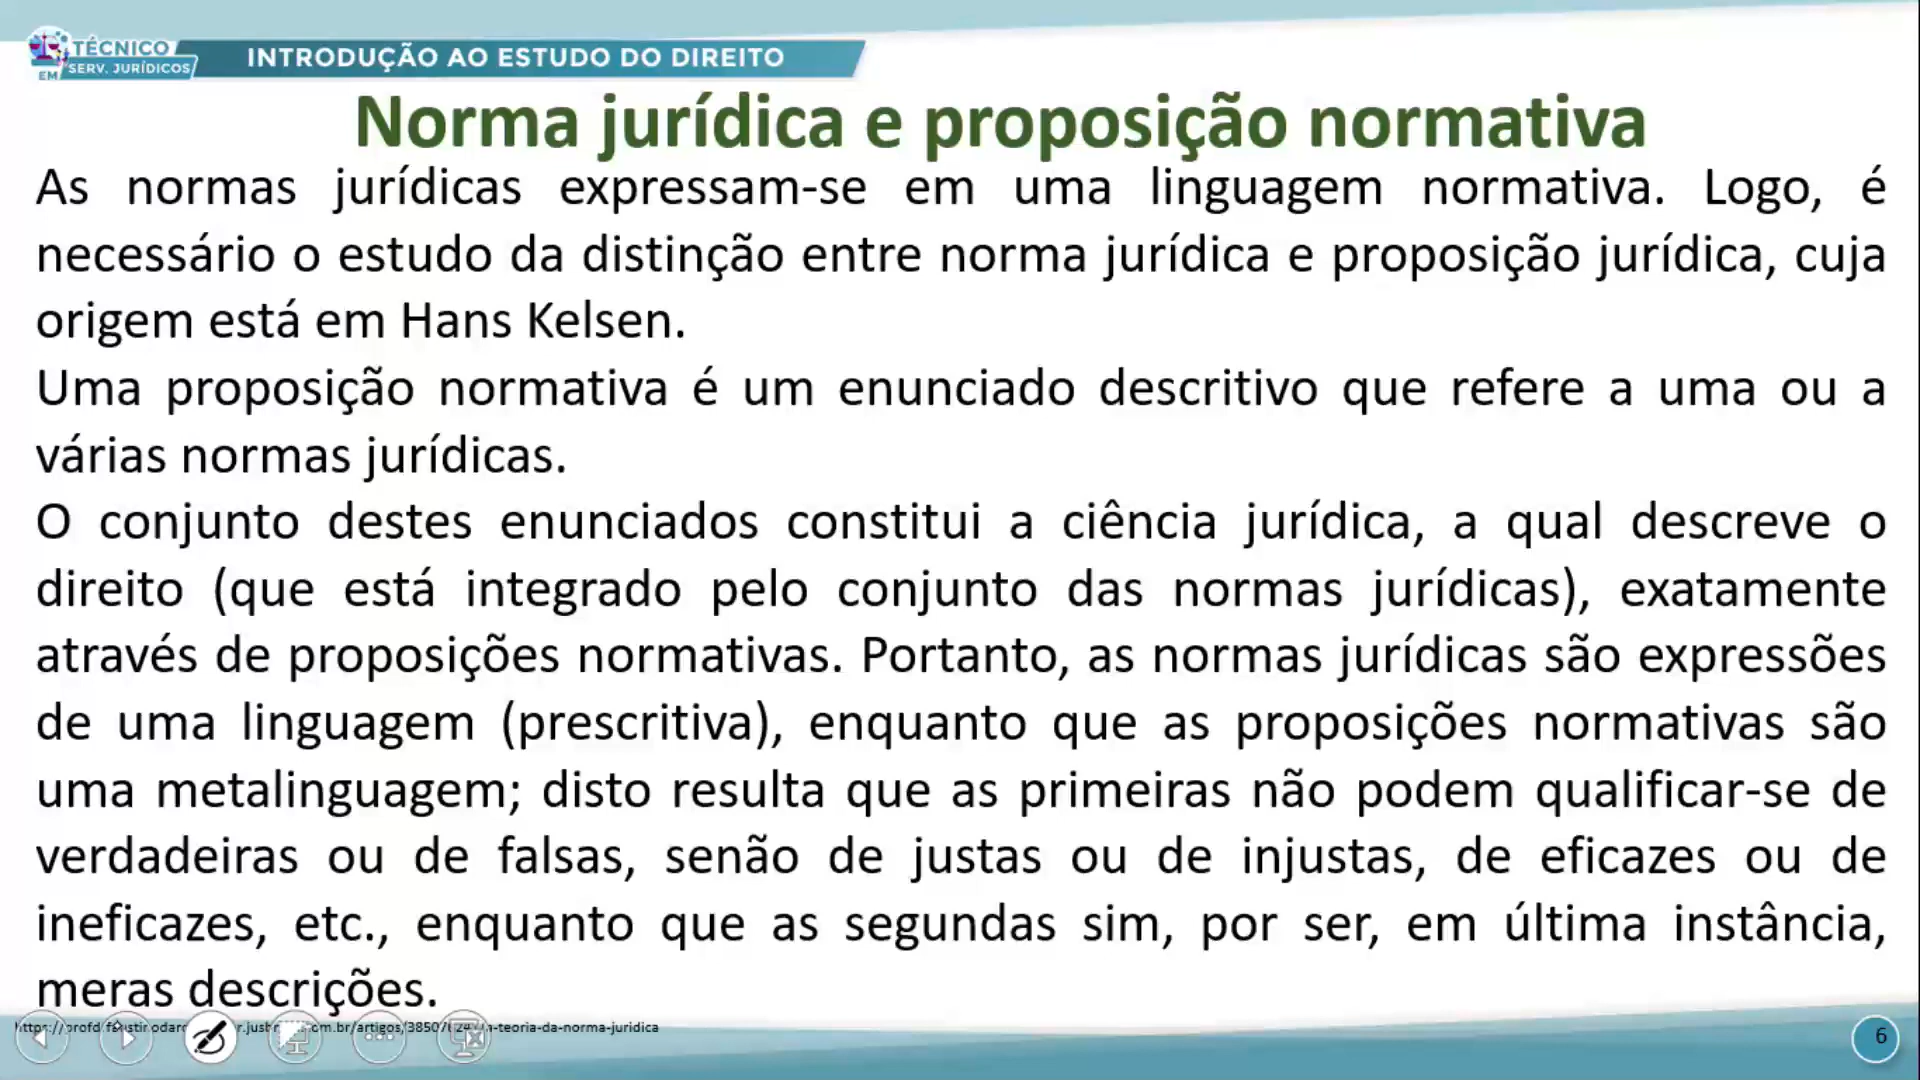 TÉCNICO
EM SERV. JURÍDICOS
INTRODUÇÃO AO ESTUDO DO DIREITO
Norma jurídica e proposição normativa
As normas jurídicas expressam-se em uma linguagem normativa. Logo, é
necessário o estudo da distinção entre norma jurídica e proposição jurídica, cuja
origem está em Hans Kelsen.
Uma proposição normativa é um enunciado descritivo que refere a uma ou a
várias normas jurídicas.
O conjunto destes enunciados constitui a ciência jurídica, a qual descreve o
direito (que está integrado pelo conjunto das normas jurídicas), exatamente
através de proposições normativas. Portanto, as normas jurídicas são expressões
de uma linguagem (prescritiva), enquanto que as proposições normativas são
uma metalinguagem; disto resulta que as primeiras não podem qualificar-se de
verdadeiras ou de falsas, senão de justas ou de injustas, de eficazes ou de
ineficazes, etc., enquanto que as segundas sim, por ser, em última instância,
meras descrições.
-teoria-da-norma-juridica
6